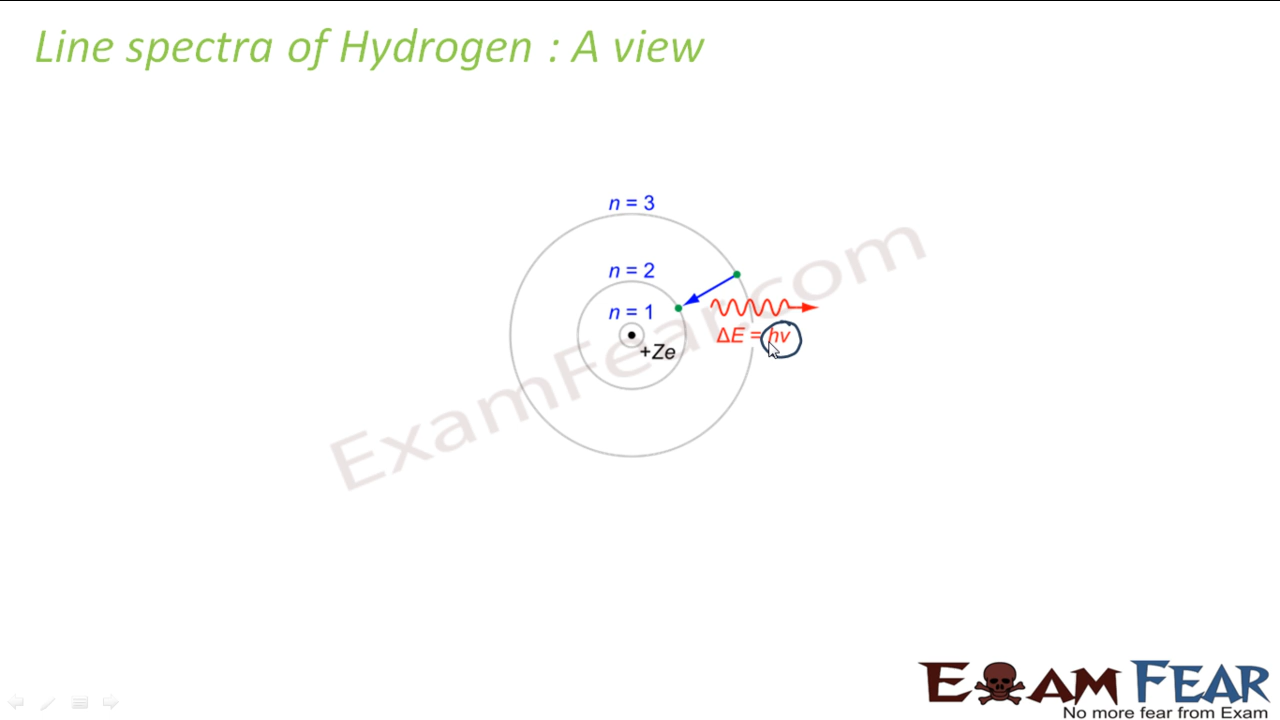 Line spectra of Hydrogen : A view
n = 3
n = 2
n = 1
+Ze
ΔE = hν
ExamFear.com
EXAM FEAR
No more fear from Exam